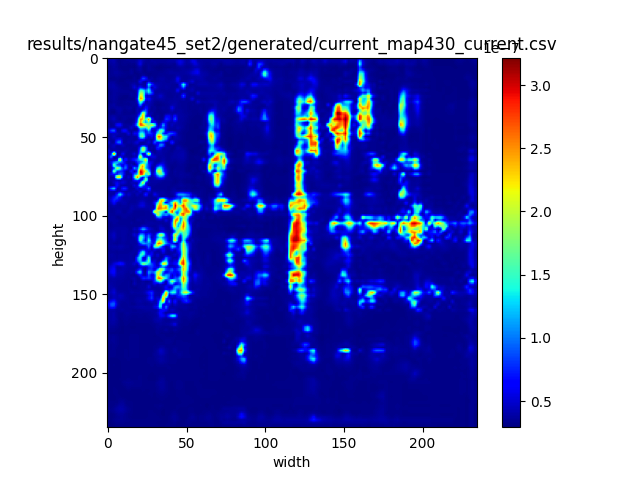 results/nangate45_set2/generated/current_map430_current.csv
1e−7
0
50
100
150
200
height
0 50 100 150 200
width
3.0
2.5
2.0
1.5
1.0
0.5